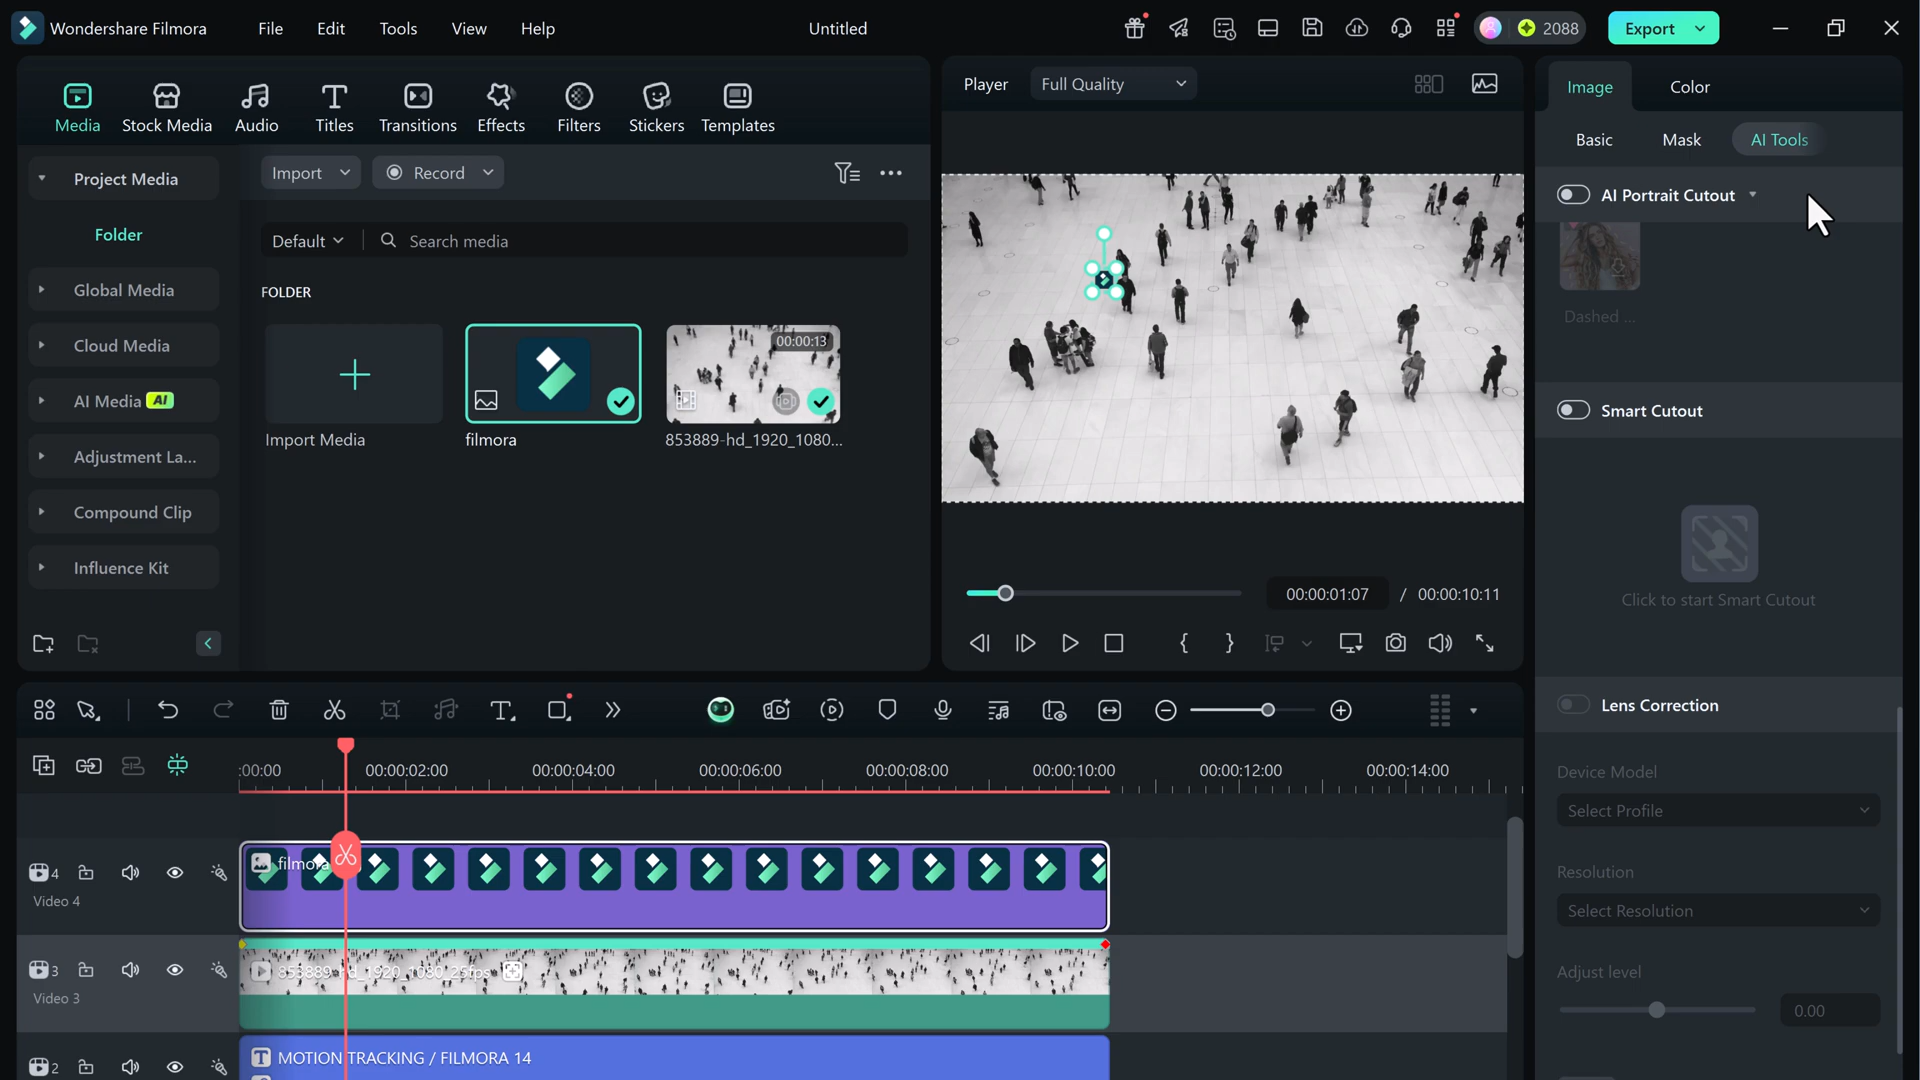 Wondershare Filmora
File
Edit
Tools
View
Help
Untitled
2088
Export
Media
Stock Media
Audio
Titles
Transitions
Effects
Filters
Stickers
Templates
Project Media
Folder
Global Media
Cloud Media
AI Media AI
Adjustment La...
Compound Clip
Influence Kit
Import
Record
Default
Search media
FOLDER
00:00:13
Import Media
filmora
853889-hd_1920_1080...
Player
Full Quality
00:00:01:07 / 00:00:10:11
Image
Color
Basic
Mask
AI Tools
AI Portrait Cutout
Dashed ...
Smart Cutout
Click to start Smart Cutout
Lens Correction
Device Model
Select Profile
Resolution
Select Resolution
Adjust level
0.00
:00:00
00:00:02:00
00:00:04:00
00:00:06:00
00:00:08:00
00:00:10:00
00:00:12:00
00:00:14:00
4
Video 4
filmora
3
Video 3
853889-hd_1920_1080_25fps
2
MOTION TRACKING / FILMORA 14